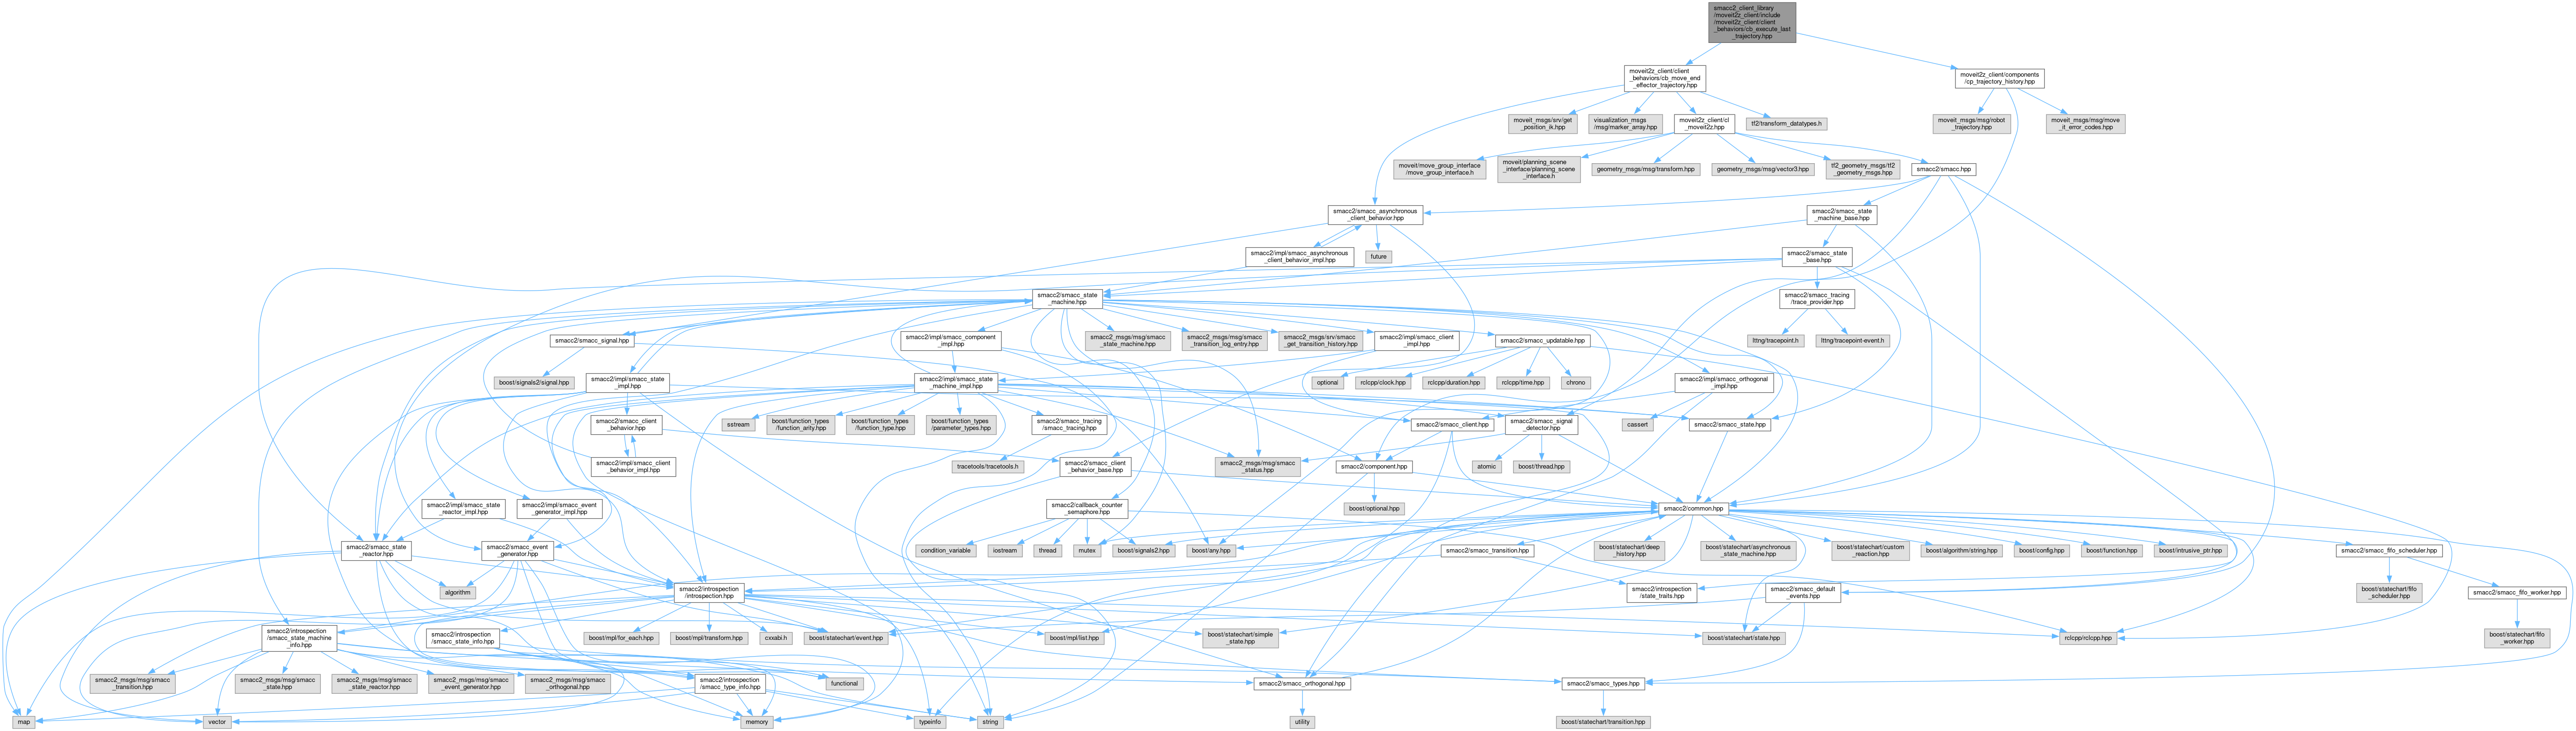 smacc2_client_library
/moveit2z_client/include
/moveit2z_client/client
_behaviors/cb_execute_last
_trajectory.hpp
moveit2z_client/client
_behaviors/cb_move_end
_effector_trajectory.hpp
moveit2z_client/components
/cp_trajectory_history.hpp
moveit_msgs/srv/get
_position_ik.hpp
visualization_msgs
/msg/marker_array.hpp
moveit2z_client/cl
_moveit2z.hpp
tf2/transform_datatypes.h
moveit_msgs/msg/robot
_trajectory.hpp
moveit_msgs/msg/move
_it_error_codes.hpp
moveit/move_group_interface
/move_group_interface.h
moveit/planning_scene
_interface/planning_scene
_interface.h
geometry_msgs/msg/transform.hpp
geometry_msgs/msg/vector3.hpp
tf2_geometry_msgs/tf2
_geometry_msgs.hpp
smacc2/smacc.hpp
smacc2/smacc_asynchronous
_client_behavior.hpp
smacc2/smacc_state
_machine_base.hpp
smacc2/impl/smacc_asynchronous
_client_behavior_impl.hpp
future
smacc2/smacc_state
_base.hpp
smacc2/smacc_state
_machine.hpp
smacc2/smacc_tracing
/trace_provider.hpp
smacc2/smacc_signal.hpp
smacc2/impl/smacc_component
_impl.hpp
smacc2_msgs/msg/smacc
_state_machine.hpp
smacc2_msgs/msg/smacc
_transition_log_entry.hpp
smacc2_msgs/srv/smacc
_get_transition_history.hpp
smacc2/impl/smacc_client
_impl.hpp
smacc2/smacc_updatable.hpp
lttng/tracepoint.h
lttng/tracepoint-event.h
boost/signals2/signal.hpp
smacc2/impl/smacc_state
_impl.hpp
smacc2/impl/smacc_state
_machine_impl.hpp
optional
rclcpp/clock.hpp
rclcpp/duration.hpp
rclcpp/time.hpp
chrono
smacc2/impl/smacc_orthogonal
_impl.hpp
smacc2/smacc_client
_behavior.hpp
sstream
boost/function_types
/function_arity.hpp
boost/function_types
/function_type.hpp
boost/function_types
/parameter_types.hpp
smacc2/smacc_tracing
/smacc_tracing.hpp
smacc2/smacc_client.hpp
smacc2/smacc_signal
_detector.hpp
cassert
smacc2/smacc_state.hpp
smacc2/impl/smacc_client
_behavior_impl.hpp
tracetools/tracetools.h
smacc2/smacc_client
_behavior_base.hpp
smacc2_msgs/msg/smacc
_status.hpp
smacc2/component.hpp
atomic
boost/thread.hpp
smacc2/impl/smacc_state
_reactor_impl.hpp
smacc2/impl/smacc_event
_generator_impl.hpp
smacc2/callback_counter
_semaphore.hpp
boost/optional.hpp
smacc2/common.hpp
smacc2/smacc_state
_reactor.hpp
smacc2/smacc_event
_generator.hpp
condition_variable
iostream
thread
mutex
boost/signals2.hpp
boost/any.hpp
smacc2/smacc_transition.hpp
boost/statechart/deep
_history.hpp
boost/statechart/asynchronous
_state_machine.hpp
boost/statechart/custom
_reaction.hpp
boost/algorithm/string.hpp
boost/config.hpp
boost/function.hpp
boost/intrusive_ptr.hpp
smacc2/smacc_fifo_scheduler.hpp
algorithm
smacc2/introspection
/introspection.hpp
smacc2/introspection
/state_traits.hpp
smacc2/smacc_default
_events.hpp
boost/statechart/fifo
_scheduler.hpp
smacc2/smacc_fifo_worker.hpp
smacc2/introspection
/smacc_state_machine
_info.hpp
smacc2/introspection
/smacc_state_info.hpp
boost/mpl/for_each.hpp
boost/mpl/transform.hpp
cxxabi.h
boost/statechart/event.hpp
boost/mpl/list.hpp
boost/statechart/simple
_state.hpp
boost/statechart/state.hpp
rclcpp/rclcpp.hpp
boost/statechart/fifo
_worker.hpp
smacc2_msgs/msg/smacc
_transition.hpp
smacc2_msgs/msg/smacc
_state.hpp
smacc2_msgs/msg/smacc
_state_reactor.hpp
smacc2_msgs/msg/smacc
_event_generator.hpp
smacc2_msgs/msg/smacc
_orthogonal.hpp
smacc2/introspection
/smacc_type_info.hpp
functional
smacc2/smacc_orthogonal.hpp
smacc2/smacc_types.hpp
map
vector
memory
typeinfo
string
utility
boost/statechart/transition.hpp